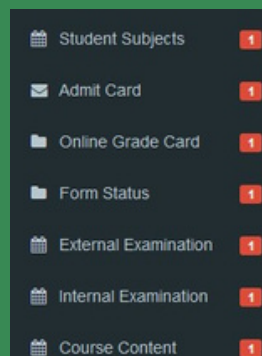 Student Subjects 1
Admit Card 1
Online Grade Card 1
Form Status 1
External Examination 1
Internal Examination 1
Course Content 1